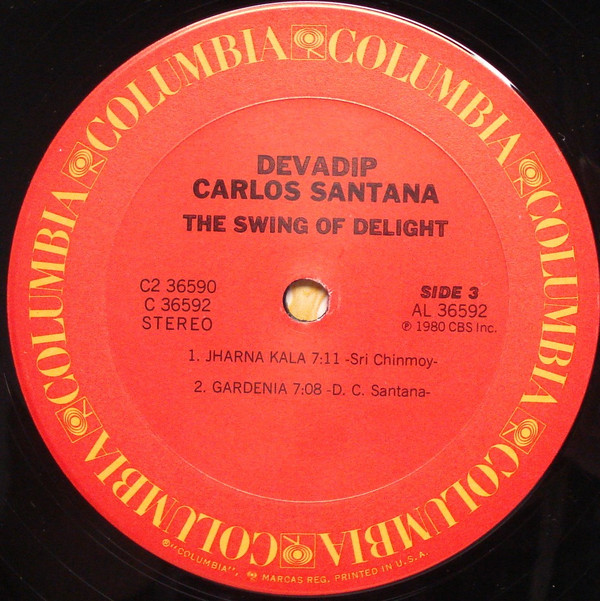 COLUMBIA COLUMBIA COLUMBIA COLUMBIA COLUMBIA COLUMBIA COLUMBIA COLUMBIA
DEVADIP
CARLOS SANTANA
THE SWING OF DELIGHT
C2 36590
C 36592
STEREO
SIDE 3
AL 36592
℗ 1980 CBS Inc.
1. JHARNA KALA 7:11 -Sri Chinmoy-
2. GARDENIA 7:08 -D. C. Santana-
®"COLUMBIA", MARCAS REG. PRINTED IN U.S.A.